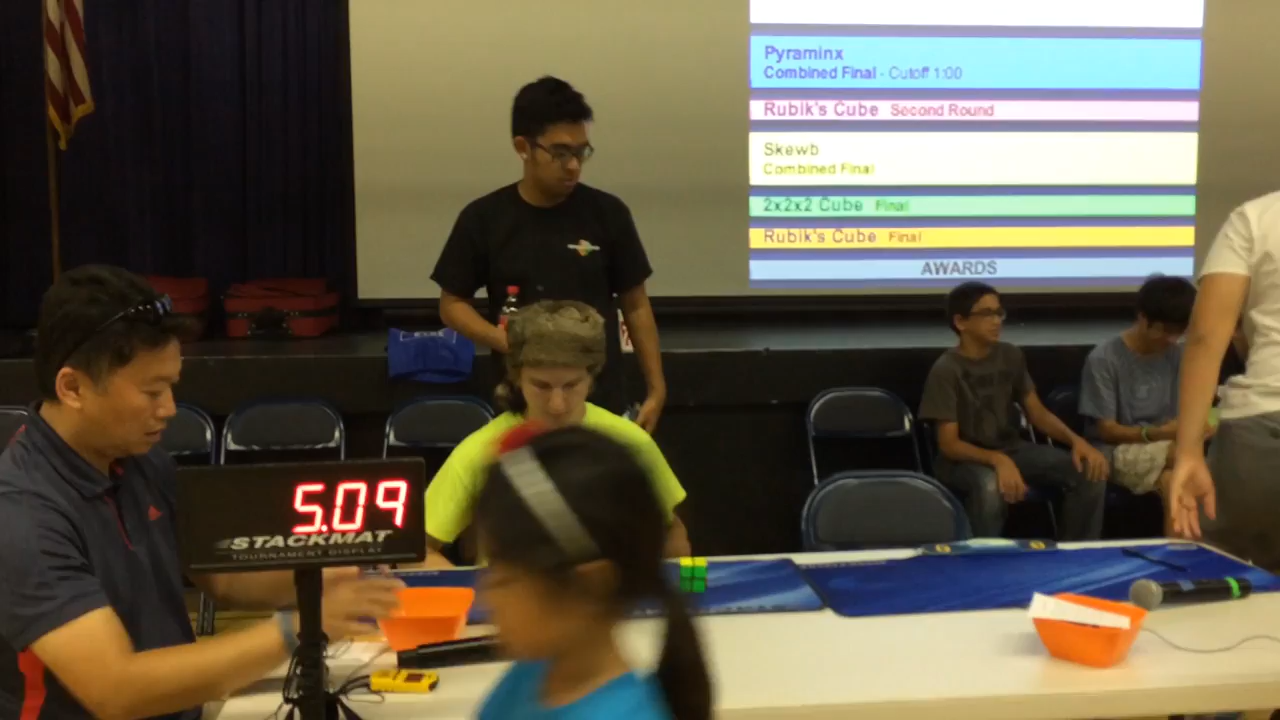 Pyraminx
Combined Final - Cutoff 1:00
Rubik's Cube Second Round
Skewb
Combined Final
2x2x2 Cube Final
Rubik's Cube Final
AWARDS
5.09
STACKMAT
TOURNAMENT DISPLAY